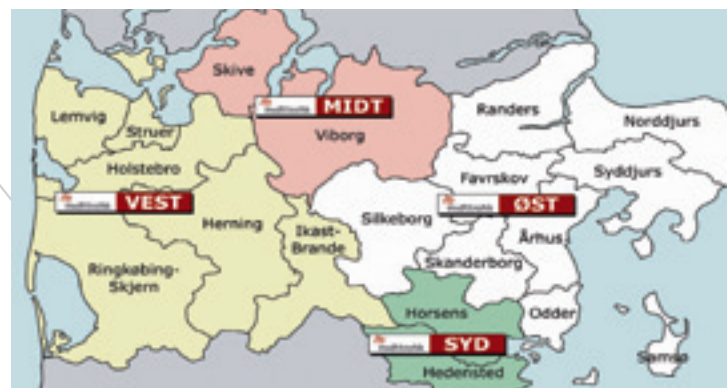 Skive
MIDT
Viborg
Lemvig
Struer
Holstebro
VEST
Herning
Ikast-
Brande
Ringkøbing-
Skjern
Randers
Norddjurs
Syddjurs
Favrskov
ØST
Silkeborg
Århus
Skanderborg
Horsens
Odder
Samsø
SYD
Hedensted